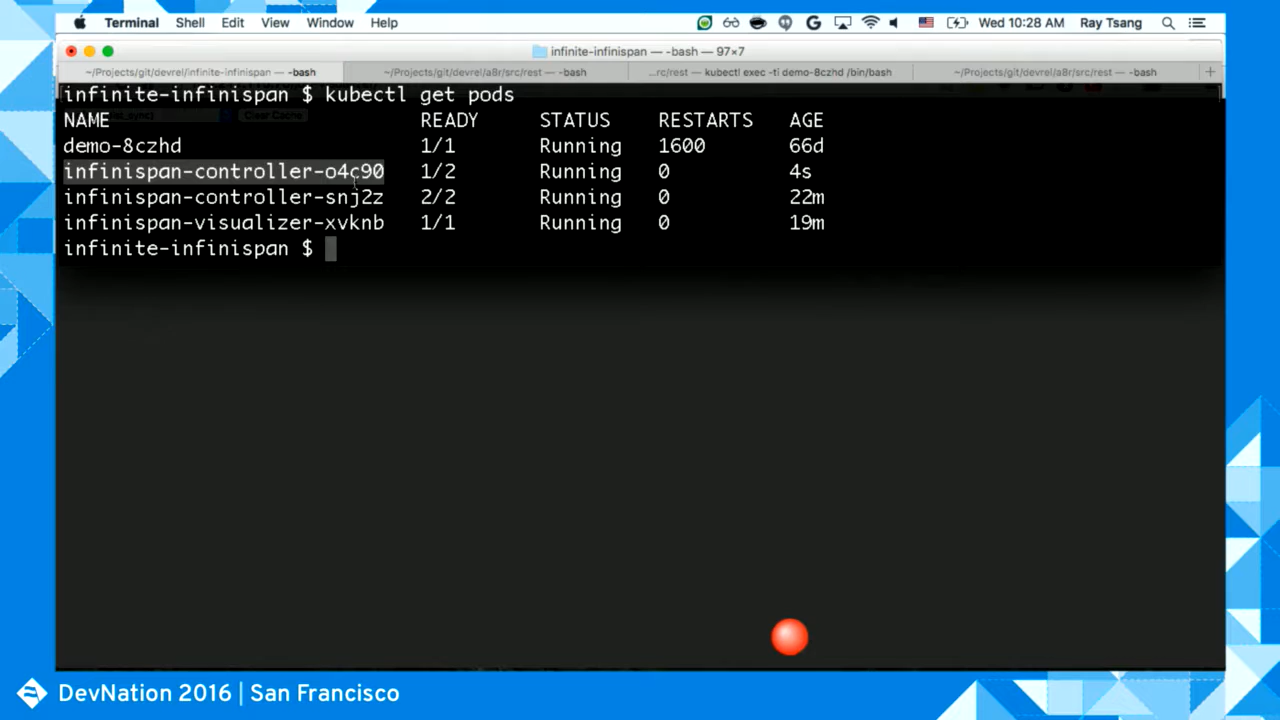 Terminal Shell Edit View Window Help Wed 10:28 AM Ray Tsang
infinite-infinispan — -bash — 97×7
~/Projects/git/devrel/infinite-infinispan — -bash ~/Projects/git/devrel/a8r/src/rest — -bash ...rc/rest — kubectl exec -ti demo-8czhd /bin/bash ~/Projects/git/devrel/a8r/src/rest — -bash
infinite-infinispan $ kubectl get pods
Clear Cache
NAME READY STATUS RESTARTS AGE
demo-8czhd 1/1 Running 1600 66d
infinispan-controller-o4c90 1/2 Running 0 4s
infinispan-controller-snj2z 2/2 Running 0 22m
infinispan-visualizer-xvknb 1/1 Running 0 19m
infinite-infinispan $
DevNation 2016 | San Francisco